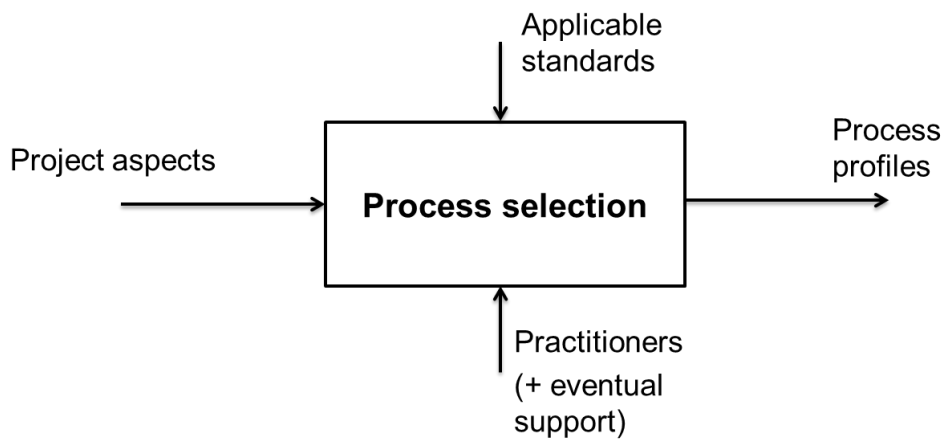 Applicable
standards
Process
profiles
Project aspects
Process selection
Practitioners
(+ eventual
support)